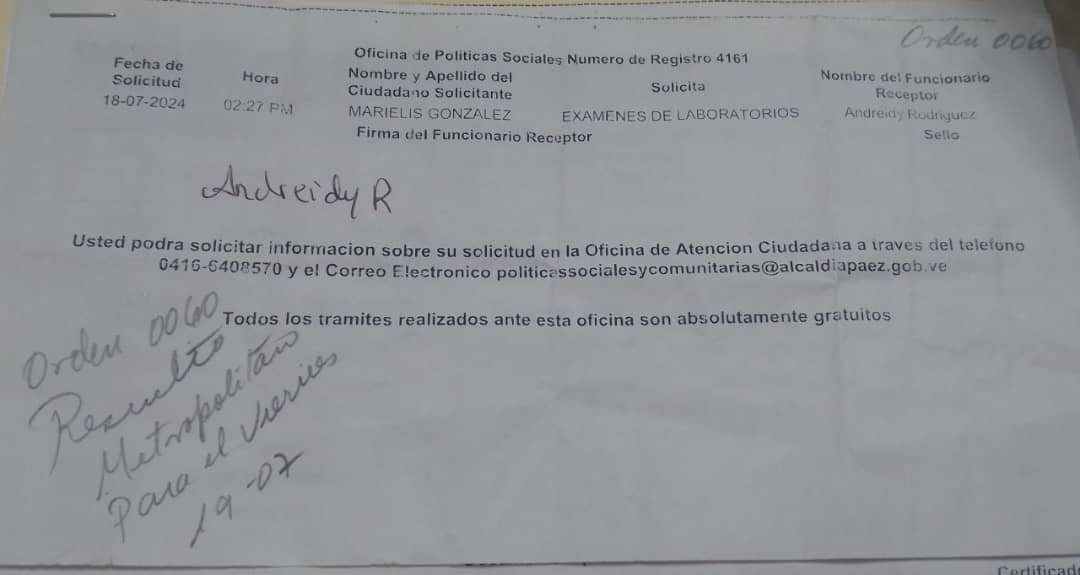 Orden 0060
Oficina de Politicas Sociales Numero de Registro 4161
Fecha de Solicitud
Hora
Nombre y Apellido del Ciudadano Solicitante
Solicita
Nombre del Funcionario Receptor
18-07-2024 02:27 PM MARIELIS GONZALEZ EXAMENES DE LABORATORIOS Andreidy Rodriguez
Firma del Funcionario Receptor
Sello
Andreidy R
Usted podra solicitar informacion sobre su solicitud en la Oficina de Atencion Ciudadana a traves del telefono
0416-6408570 y el Correo Electronico politicassocialesycomunitarias@alcaldiapaez.gob.ve
Todos los tramites realizados ante esta oficina son absolutamente gratuitos
Orden 0060
Resulto
Metropolitano
Para el viernes
19-07
Certificad